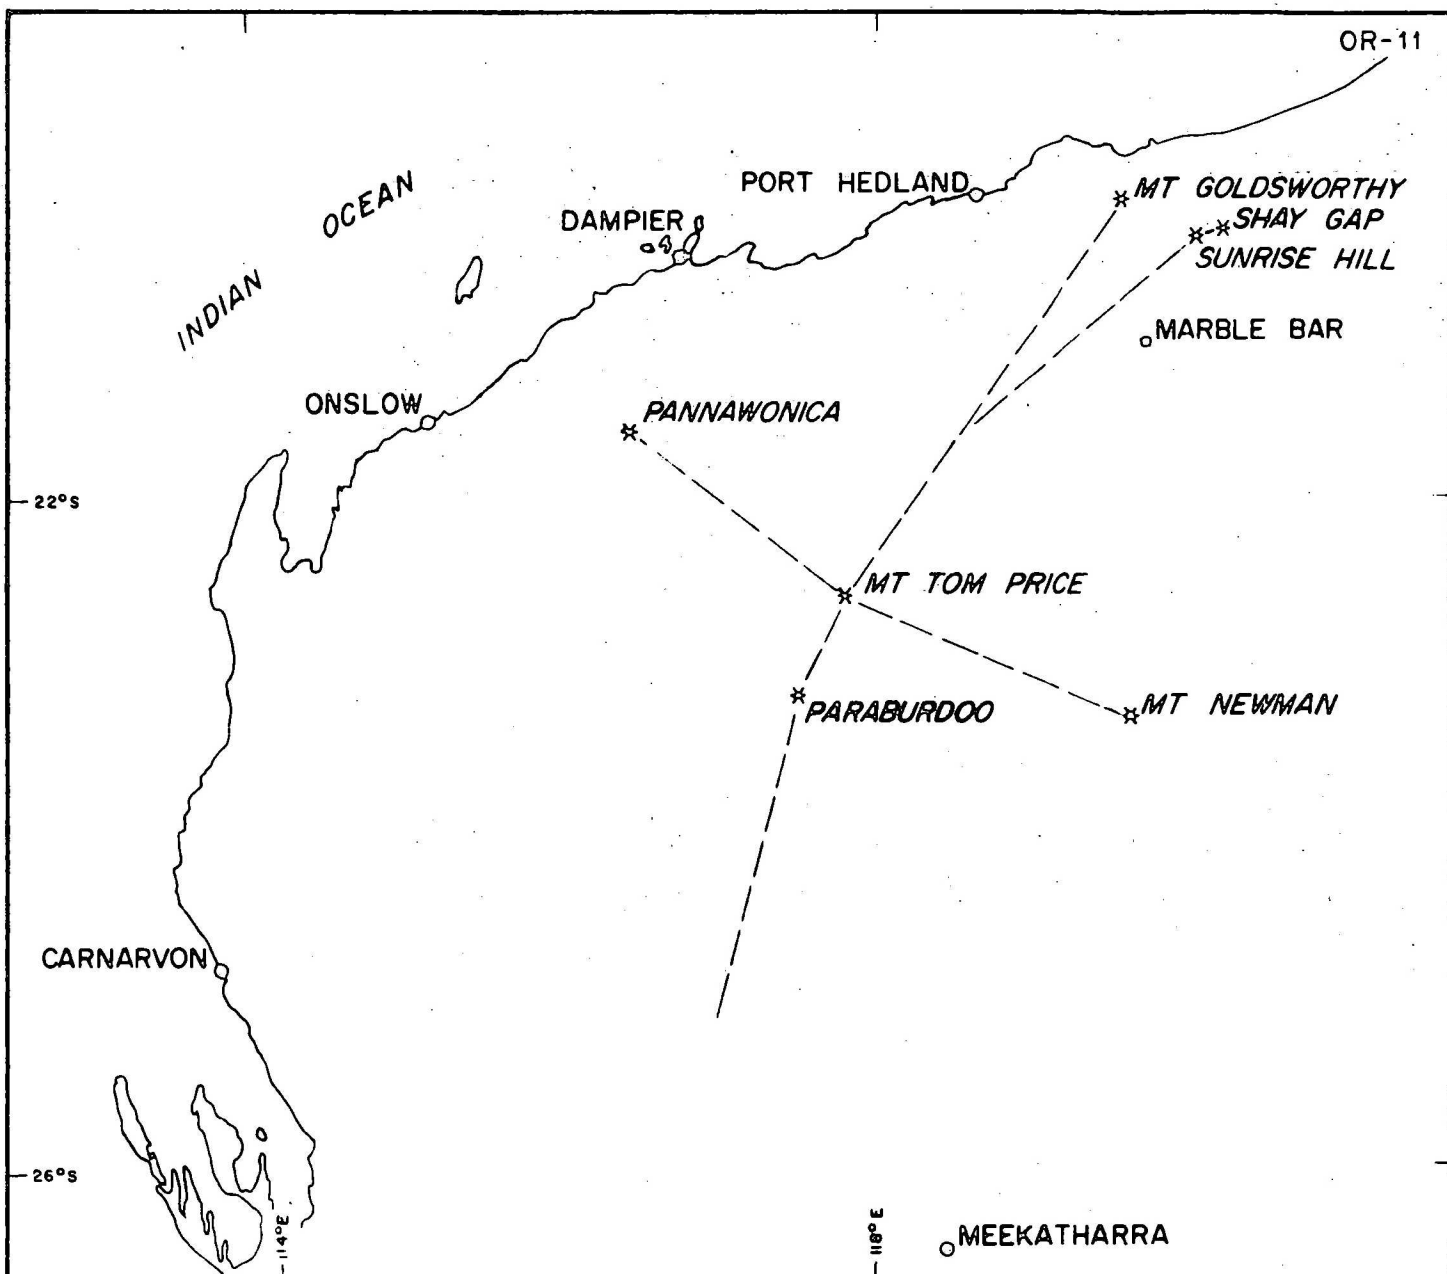 OR-11
INDIAN OCEAN
PORT HEDLAND
MT GOLDSWORTHY
DAMPIER
SHAY GAP
SUNRISE HILL
MARBLE BAR
ONSLOW
PANNAWONICA
22°S
MT TOM PRICE
PARABURDOO
MT NEWMAN
CARNARVON
26°S
114°E
118°E
MEEKATHARRA